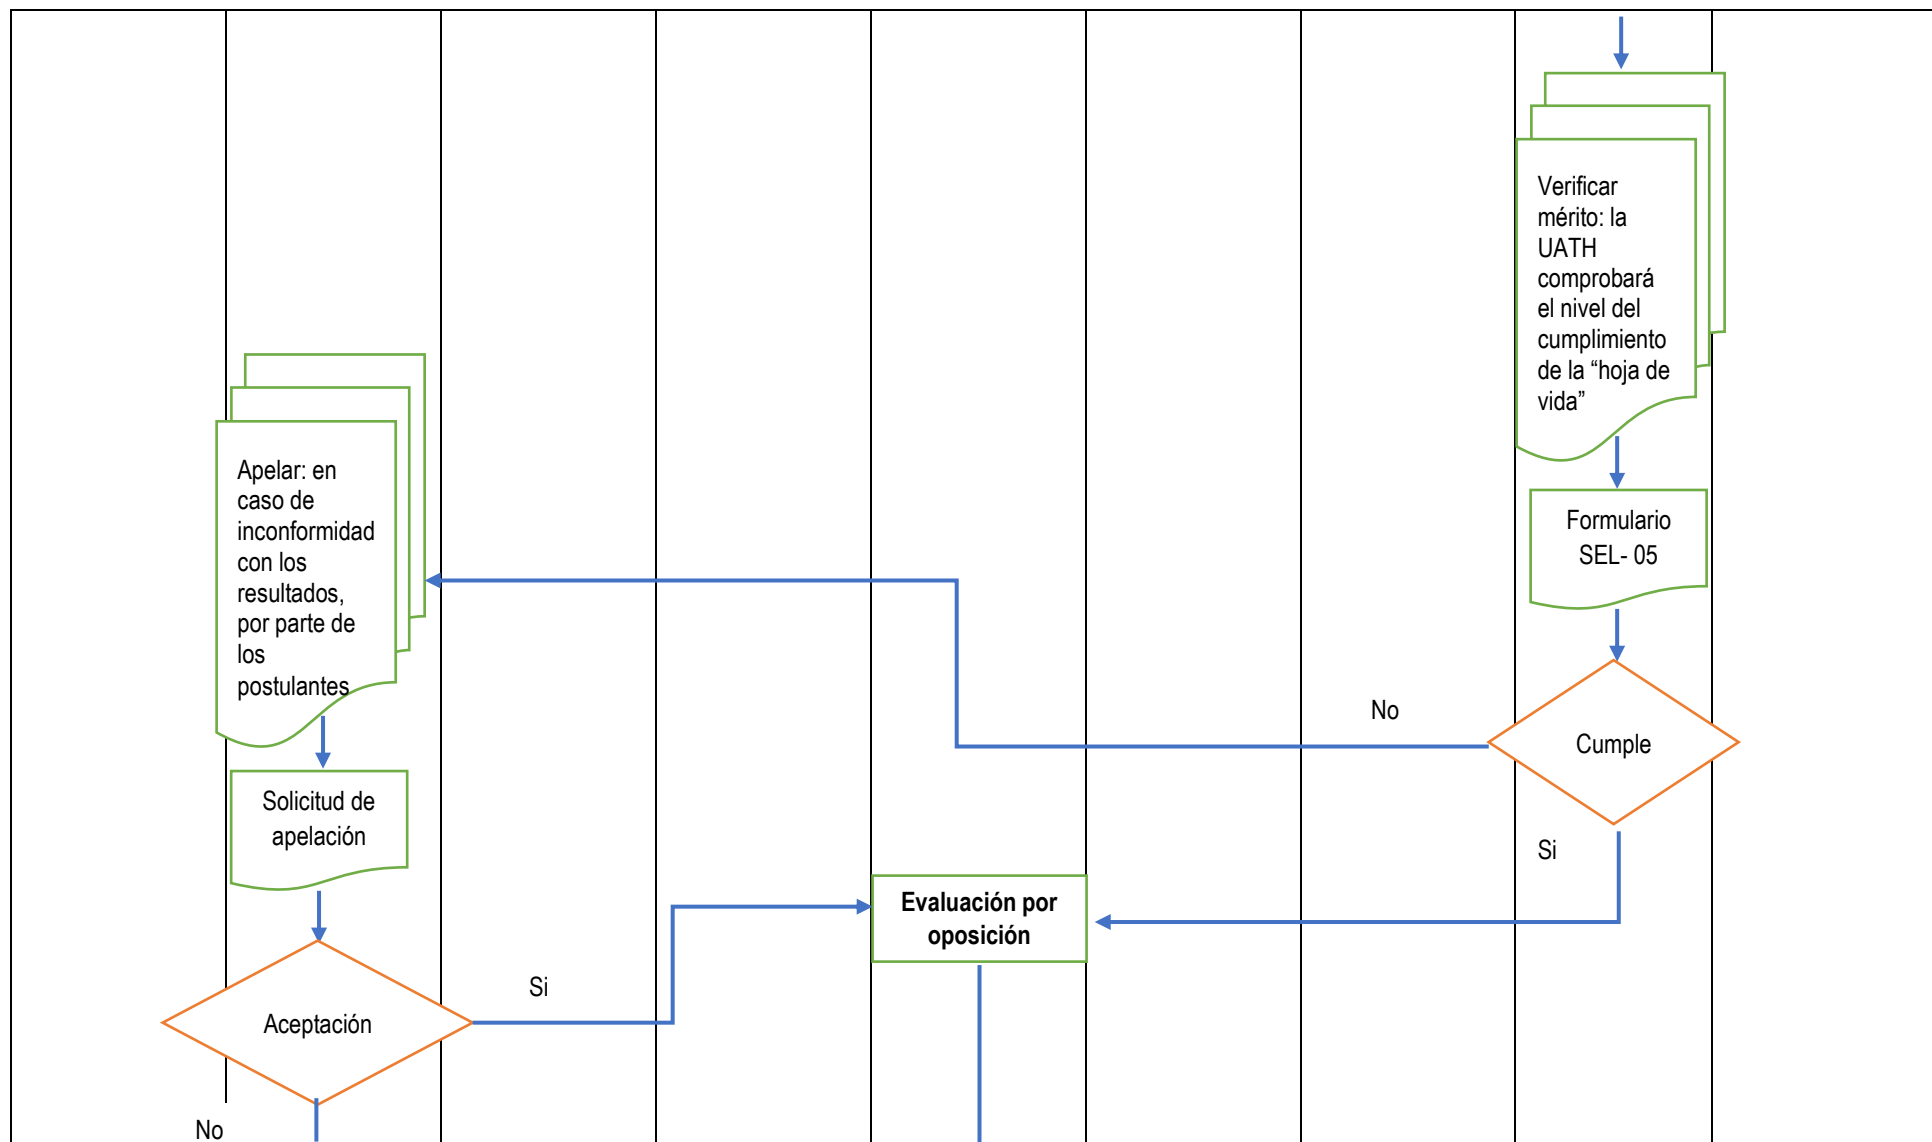 Verificar
mérito: la
UATH
comprobará
el nivel del
cumplimiento
de la “hoja de
vida”
Formulario
SEL- 05
Cumple
No
Si
Apelar: en
caso de
inconformidad
con los
resultados,
por parte de
los
postulantes
Solicitud de
apelación
Aceptación
Si
No
Evaluación por
oposición